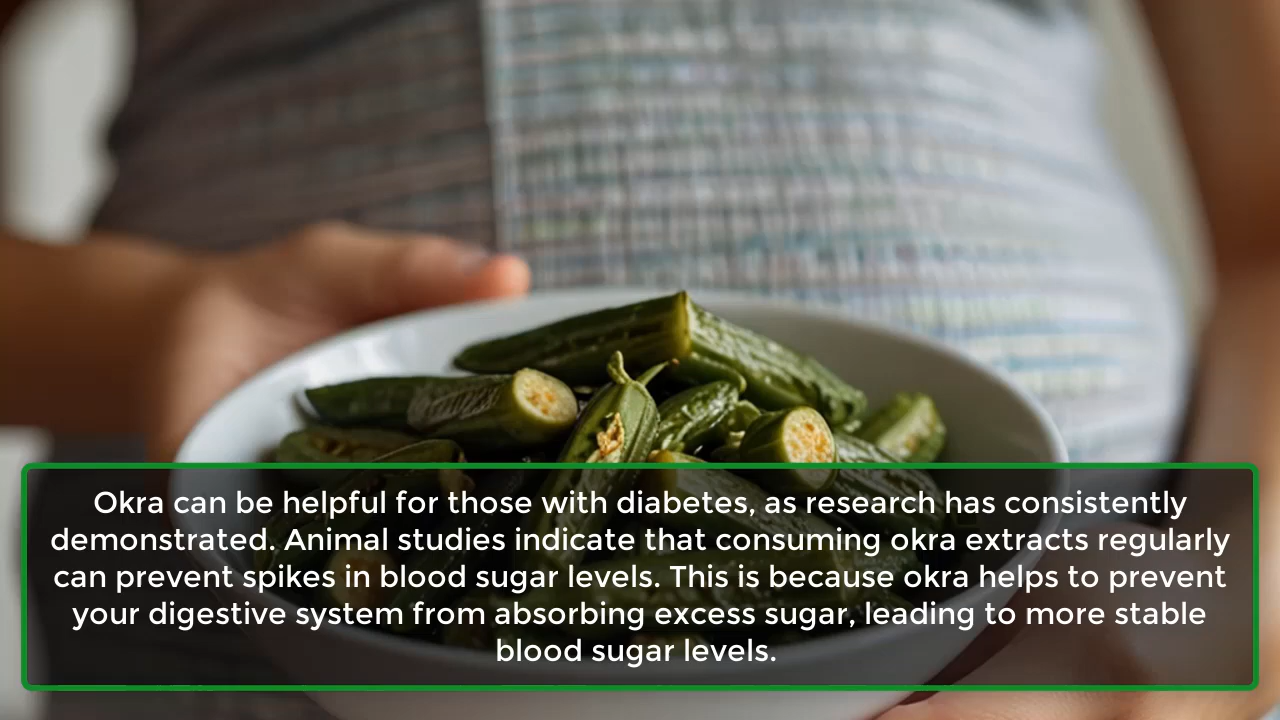 Okra can be helpful for those with diabetes, as research has consistently
demonstrated. Animal studies indicate that consuming okra extracts regularly
can prevent spikes in blood sugar levels. This is because okra helps to prevent
your digestive system from absorbing excess sugar, leading to more stable
blood sugar levels.